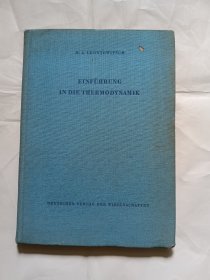 M. A. LEONTOWITSCH
EINFÜHRUNG
IN DIE THERMODYNAMIK
DEUTSCHER VERLAG DER WISSENSCHAFTEN